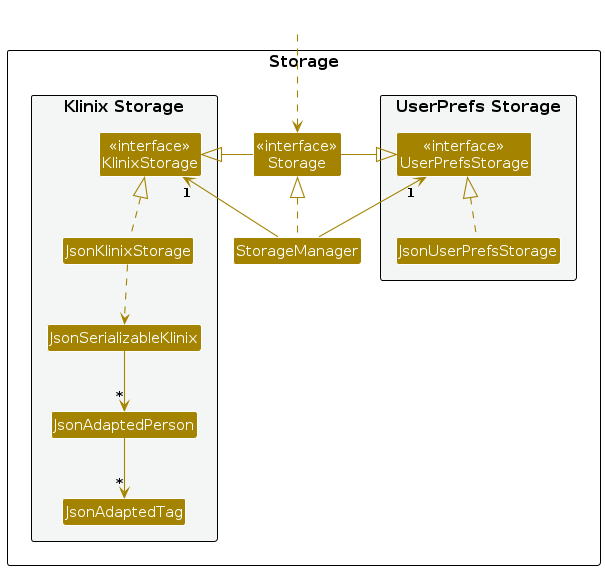 Storage
Klinix Storage
UserPrefs Storage
«interface»
KlinixStorage
«interface»
Storage
«interface»
UserPrefsStorage
1
1
JsonKlinixStorage
StorageManager
JsonUserPrefsStorage
JsonSerializableKlinix
*
JsonAdaptedPerson
*
JsonAdaptedTag